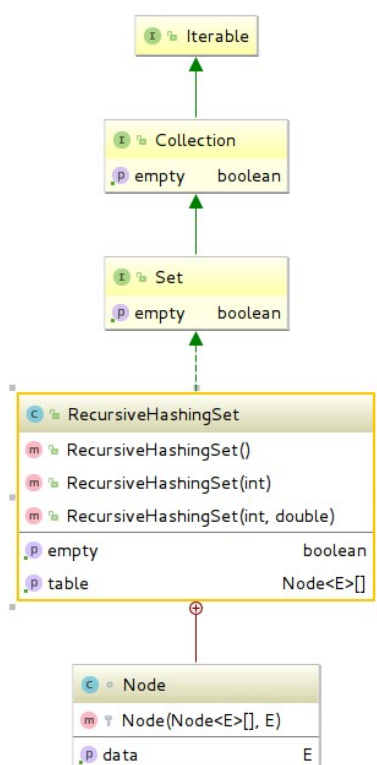 I Iterable
I Collection
p empty boolean
I Set
p empty boolean
C RecursiveHashingSet
m RecursiveHashingSet()
m RecursiveHashingSet(int)
m RecursiveHashingSet(int, double)
p empty boolean
p table Node<E>[]
C Node
m Node(Node<E>[], E)
p data E